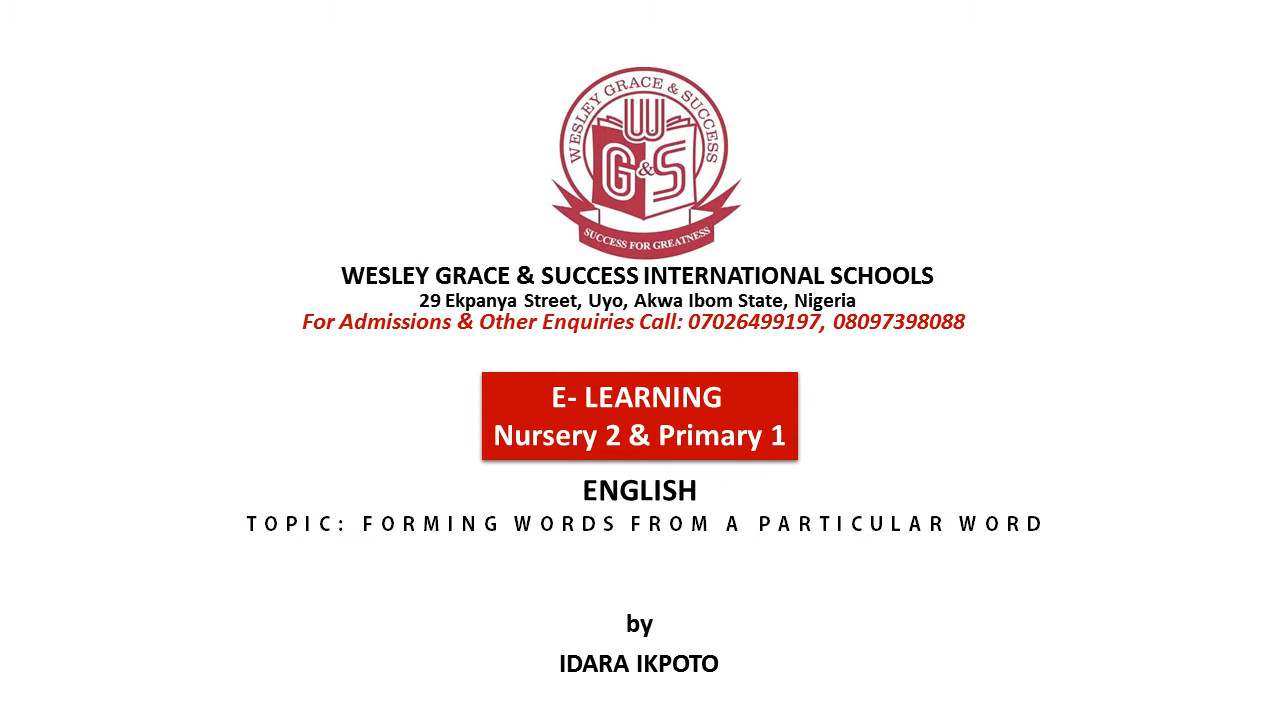 WESLEY GRACE & SUCCESS
W
G&S
SUCCESS FOR GREATNESS
WESLEY GRACE & SUCCESS INTERNATIONAL SCHOOLS
29 Ekpanya Street, Uyo, Akwa Ibom State, Nigeria
For Admissions & Other Enquiries Call: 07026499197, 08097398088
E- LEARNING
Nursery 2 & Primary 1
ENGLISH
TOPIC: FORMING WORDS FROM A PARTICULAR WORD
by
IDARA IKPOTO